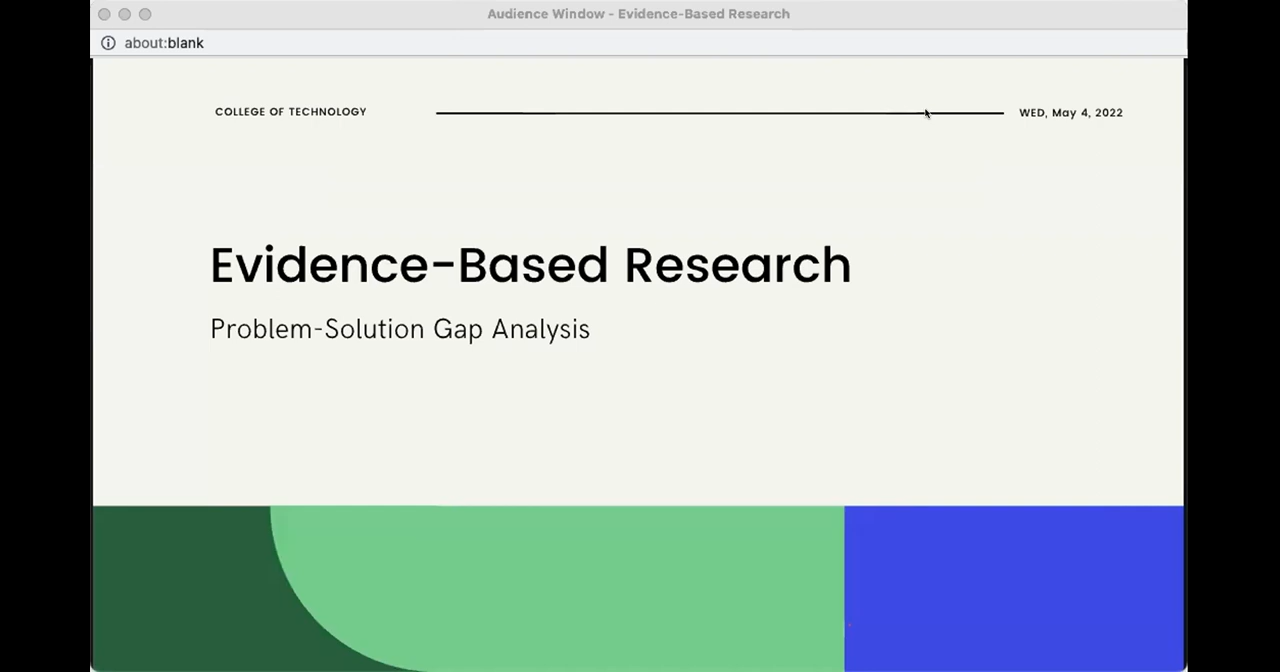 Audience Window - Evidence-Based Research
about:blank
COLLEGE OF TECHNOLOGY
WED, May 4, 2022
Evidence-Based Research
Problem-Solution Gap Analysis